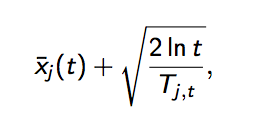 x̄ⱼ(t) + √(2 ln t / Tⱼ,ₜ),